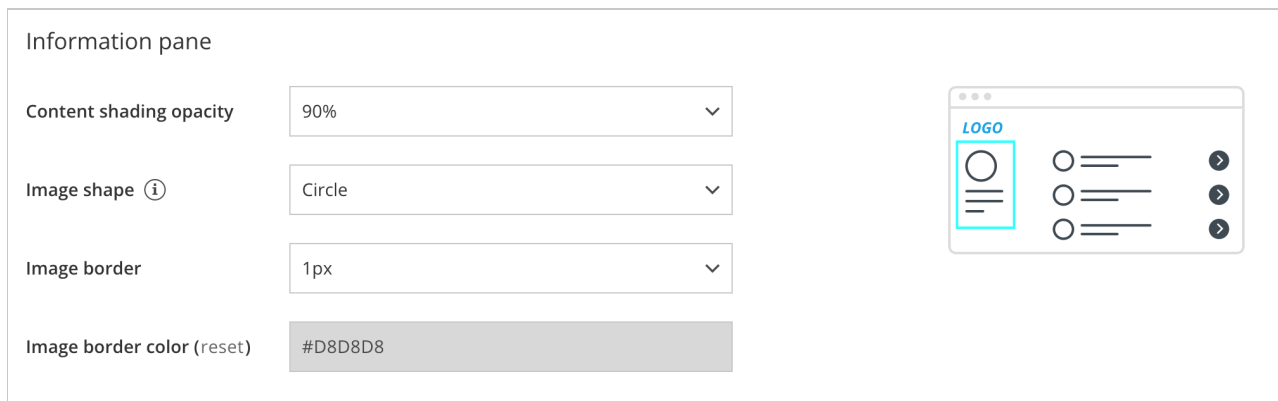 Information pane
Content shading opacity 90%
LOGO
Image shape i Circle
Image border 1px
Image border color (reset) #D8D8D8